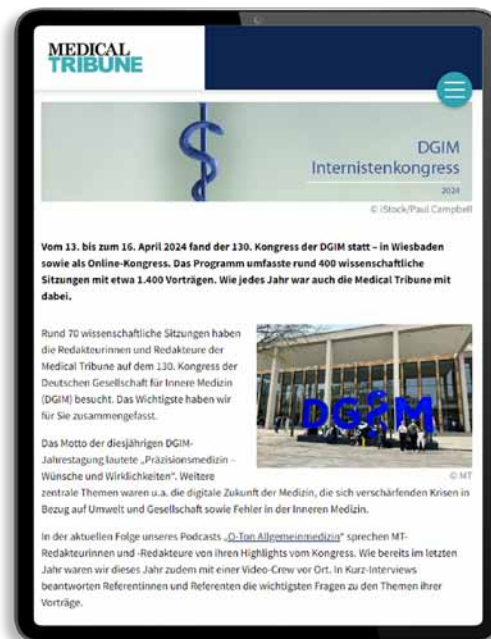 MEDICAL
TRIBUNE
DGIM
Internistenkongress
2024
© iStock/Paul Campbell
Vom 13. bis zum 16. April 2024 fand der 130. Kongress der DGIM statt – in Wiesbaden
sowie als Online-Kongress. Das Programm umfasste rund 400 wissenschaftliche
Sitzungen mit etwa 1.400 Vorträgen. Wie jedes Jahr war auch die Medical Tribune mit
dabei.
Rund 70 wissenschaftliche Sitzungen haben
die Redakteurinnen und Redakteure der
Medical Tribune auf dem 130. Kongress der
Deutschen Gesellschaft für Innere Medizin
(DGIM) besucht. Das Wichtigste haben wir
für Sie zusammengefasst.
DGIM
© MT
Das Motto der diesjährigen DGIM-
Jahrestagung lautete „Präzisionsmedizin –
Wünsche und Wirklichkeiten“. Weitere
zentrale Themen waren u.a. die digitale Zukunft der Medizin, die sich verschärfenden Krisen in
Bezug auf Umwelt und Gesellschaft sowie Fehler in der Inneren Medizin.
In der aktuellen Folge unseres Podcasts „O-Ton Allgemeinmedizin“ sprechen MT-
Redakteurinnen und -Redakteure von ihren Highlights vom Kongress. Wie bereits im letzten
Jahr waren wir dieses Jahr zudem mit einer Video-Crew vor Ort. In Kurz-Interviews
beantworten Referentinnen und Referenten die wichtigsten Fragen zu den Themen ihrer
Vorträge.